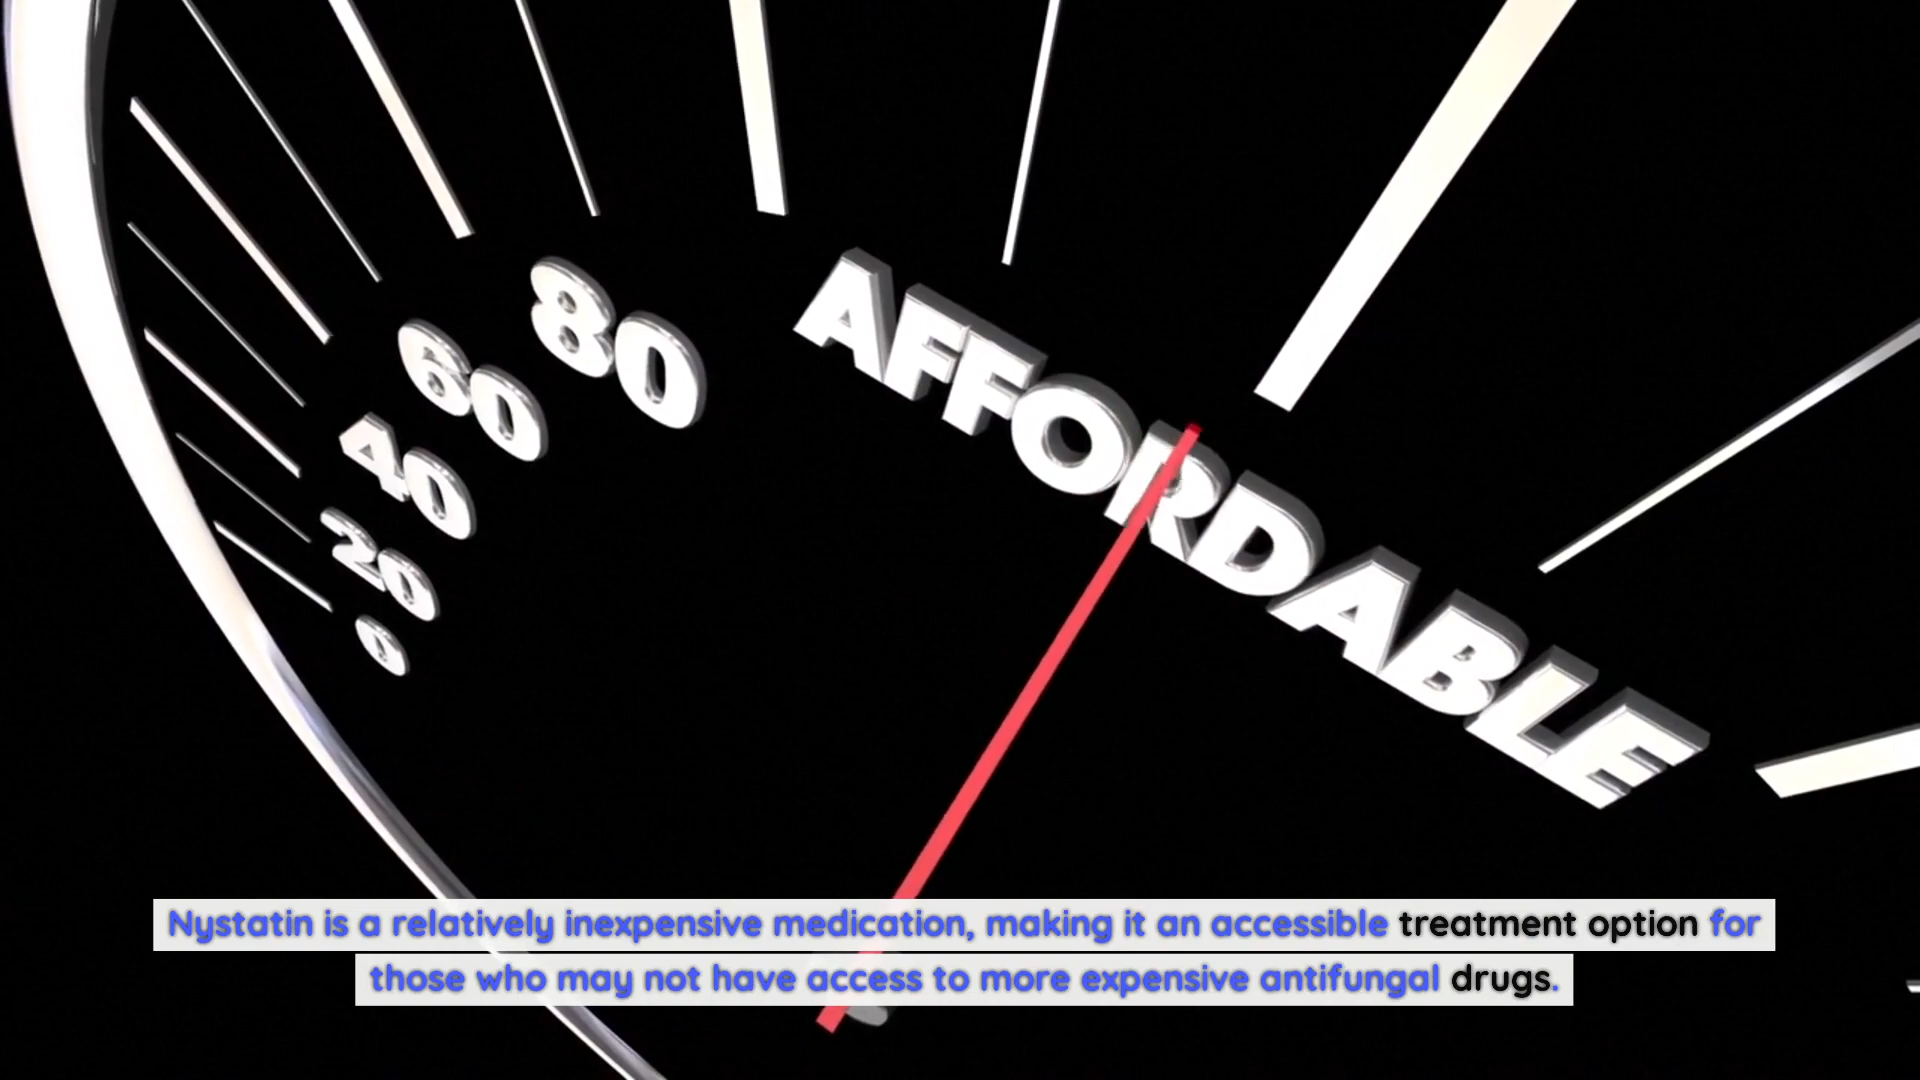 80
60
40
20
0
AFFORDABLE
Nystatin is a relatively inexpensive medication, making it an accessible treatment option for
those who may not have access to more expensive antifungal drugs.